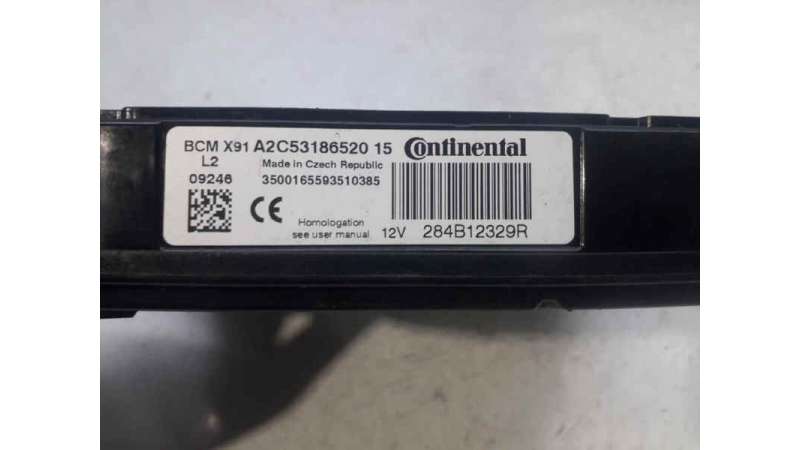 BCM X91 A2C53186520 15 Continental
L2 Made in Czech Republic
09246 3500165593510385
CE Homologation
see user manual 12V 284B12329R